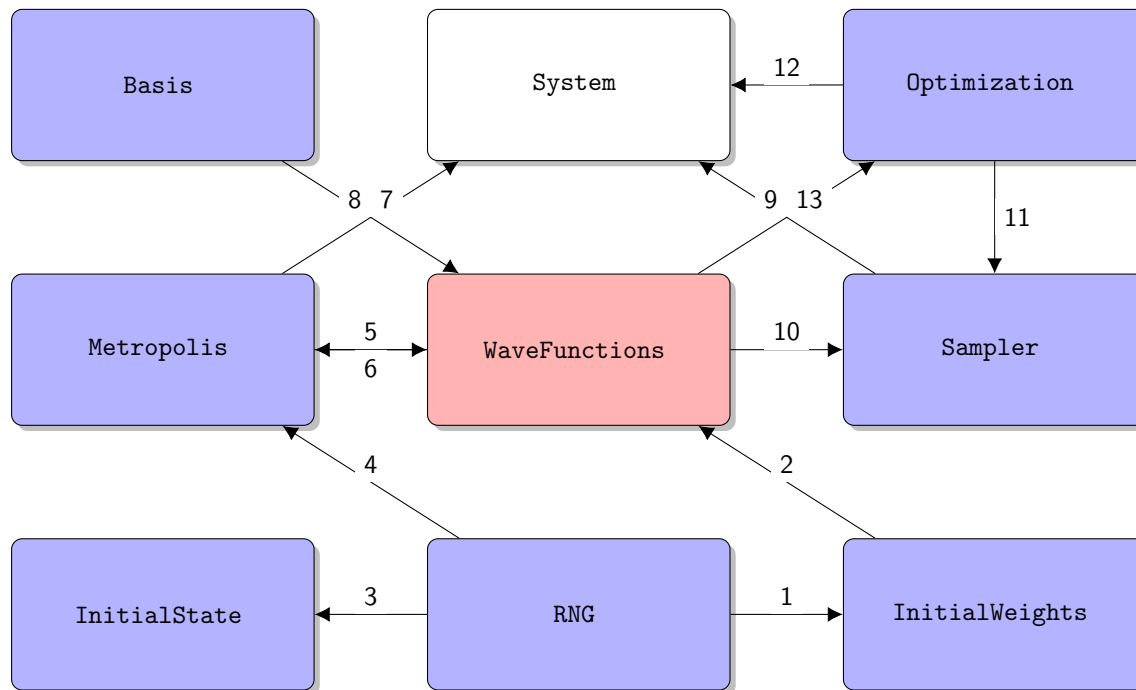 Basis
System
Optimization
12
8
7
9
13
11
Metropolis
5
6
WaveFunctions
10
Sampler
4
2
InitialState
3
RNG
1
InitialWeights